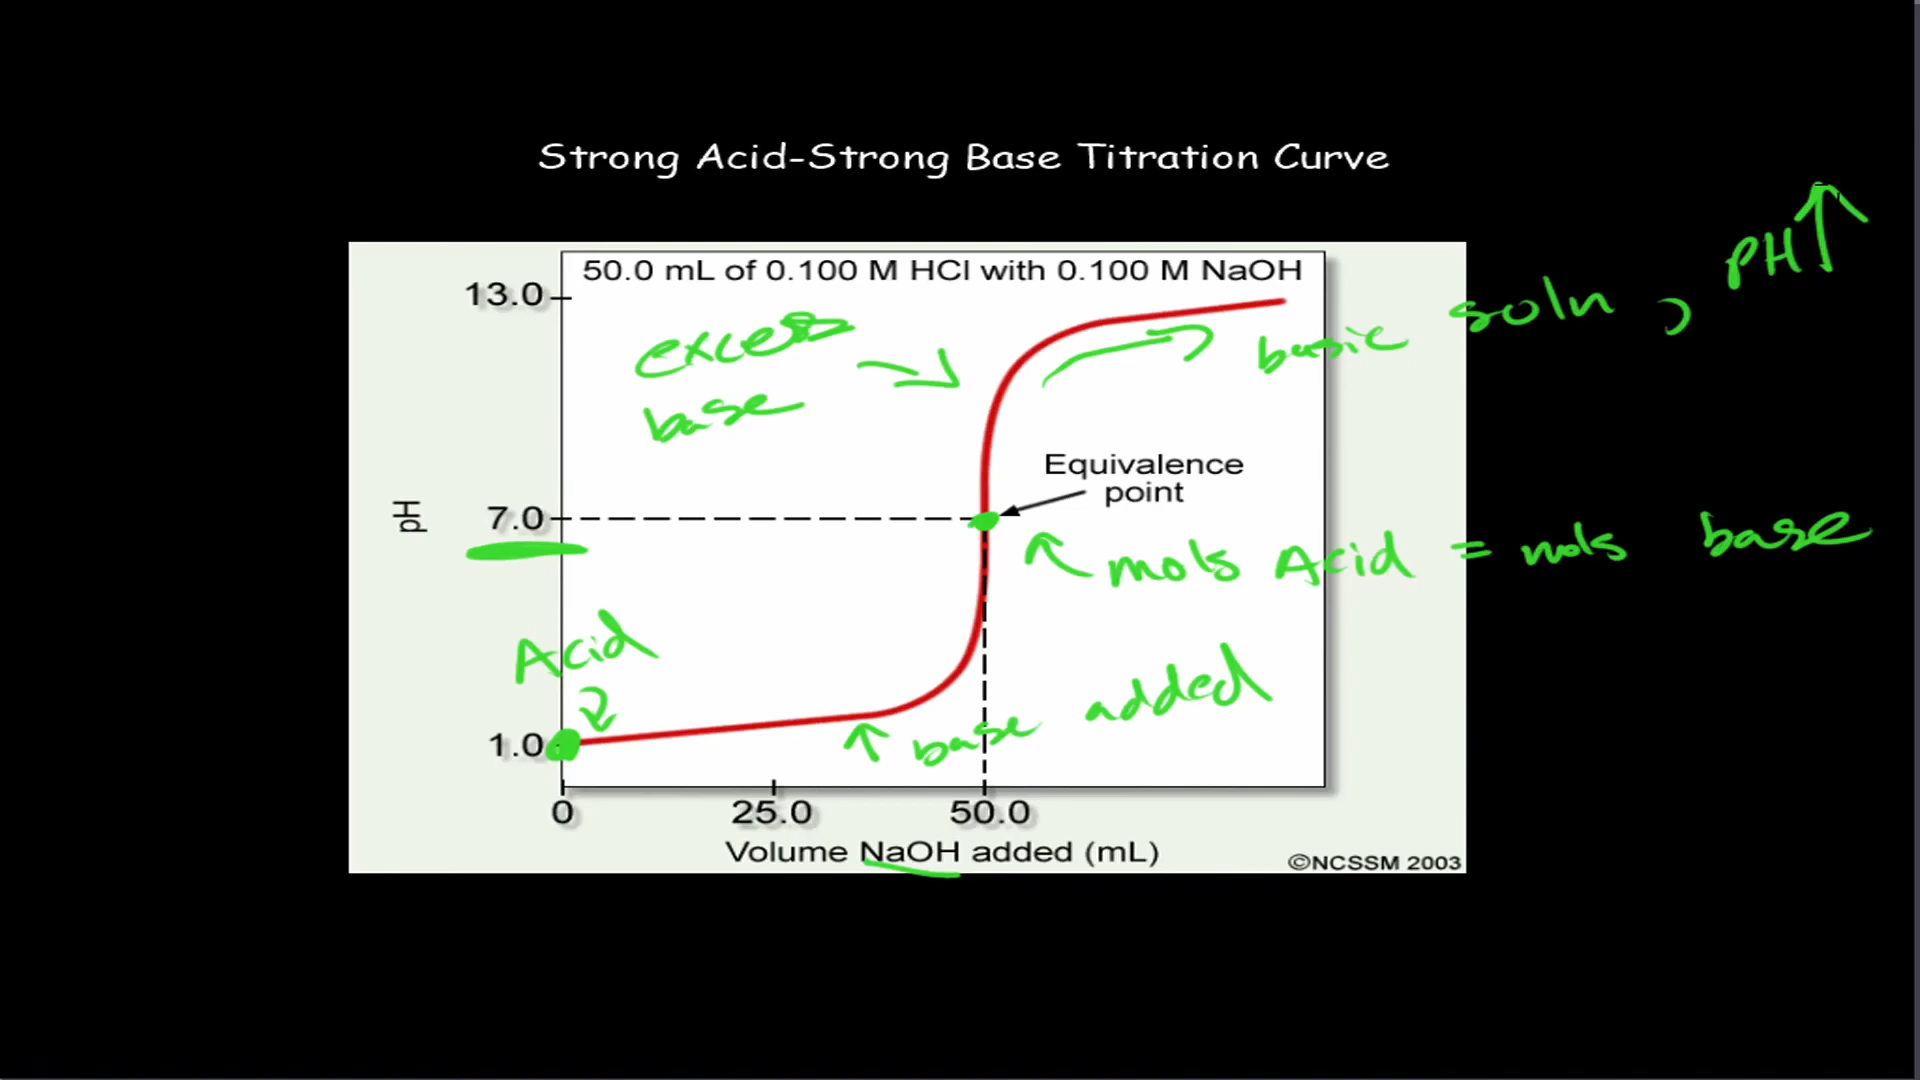 Strong Acid-Strong Base Titration Curve
50.0 mL of 0.100 M HCl with 0.100 M NaOH
PH
13.0
excess
base
basic soln ,
Equivalence
point
pH
7.0
mols Acid = mols base
Acid
base added
1.0
0
25.0
50.0
Volume NaOH added (mL)
©NCSSM 2003